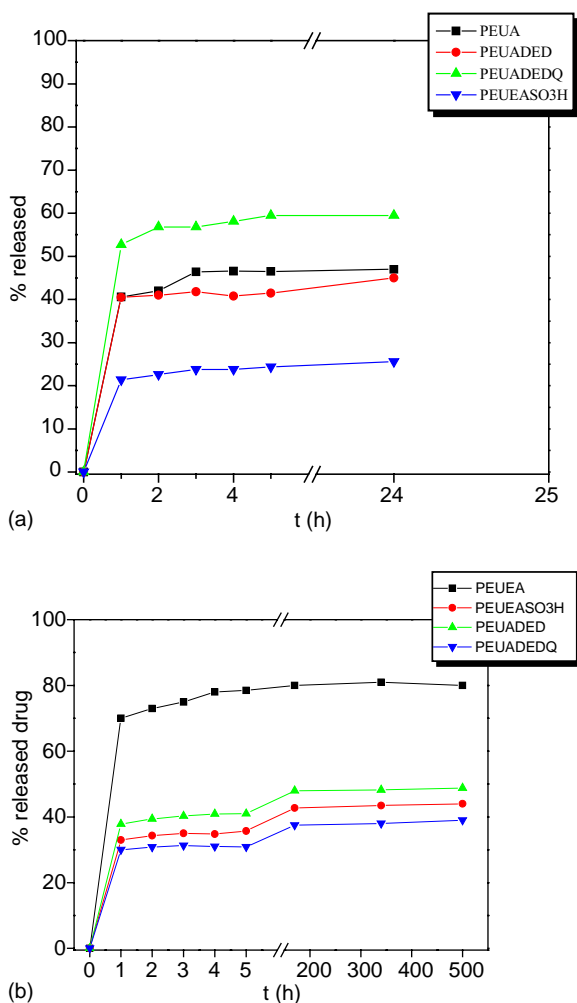 PEUA
PEUADED
PEUADEDQ
PEUEASO3H
100
90
80
70
60
50
40
30
20
10
0
% released
0 2 4 24 25
t (h)
(a)
PEUEA
PEUEASO3H
PEUADED
PEUADEDQ
100
80
60
40
20
0
% released drug
0 1 2 3 4 5 200 300 400 500
t (h)
(b)